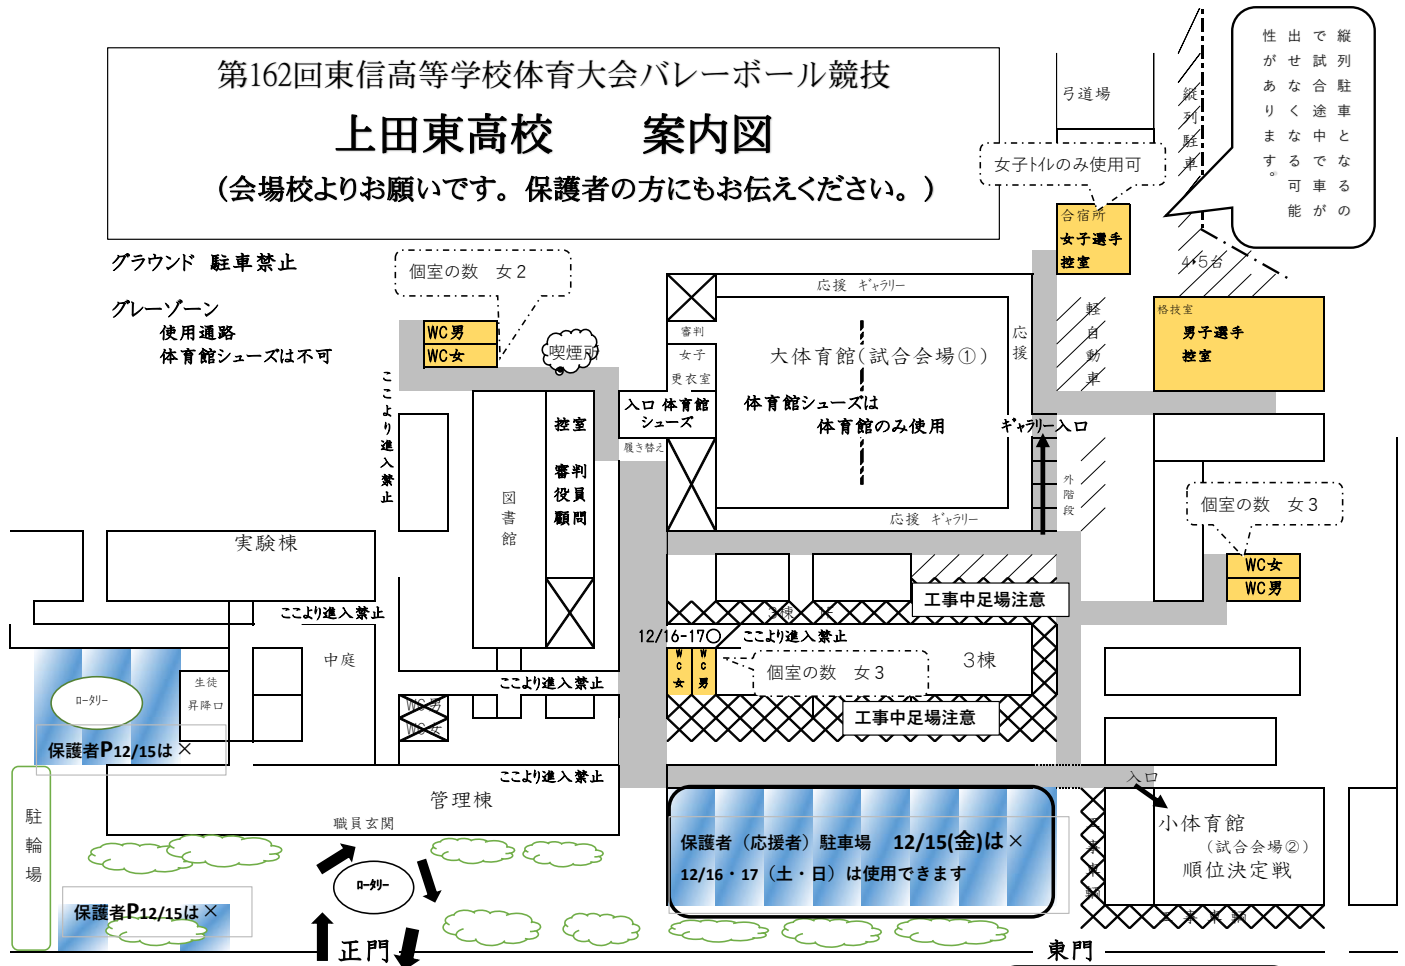 第162回東信高等学校体育大会バレーボール競技
上田東高校　　案内図
(会場校よりお願いです。保護者の方にもお伝えください。)
縦列駐車となるの
で試合途中で車が
出せなくなる可能
性があります。
弓道場
縦列駐車
女子ﾄｲﾚのみ使用可
合宿所
女子選手
控室
4・5台
グラウンド　駐車禁止
グレーゾーン
使用通路
体育館シューズは不可
個室の数　女２
WC男
WC女
喫煙所
ここより進入禁止
応援　ギャラリー
審判
女子
更衣室
大体育館(試合会場①)
応援
軽自動車
格技室
男子選手
控室
入口 体育館
シューズ
体育館シューズは
体育館のみ使用
ギャラリー入口
履き替え
控室
審判
役員
顧問
図書館
外階段
応援　ギャラリー
個室の数　女３
WC女
WC男
実験棟
ここより進入禁止
工事中足場注意
12/16-17〇
ここより進入禁止
WC女
WC男
個室の数　女３
3棟
中庭
生徒
昇降口
ここより進入禁止
WC男
WC女
工事中足場注意
ﾛｰﾀﾘｰ
保護者P12/15は×
ここより進入禁止
管理棟
職員玄関
入口
駐輪場
保護者（応援者）駐車場　12/15(金)は×
12/16・17（土・日）は使用できます
小体育館
(試合会場②)
順位決定戦
工事車輌
ﾛｰﾀﾘｰ
保護者P12/15は×
工事車輌
正門
東門